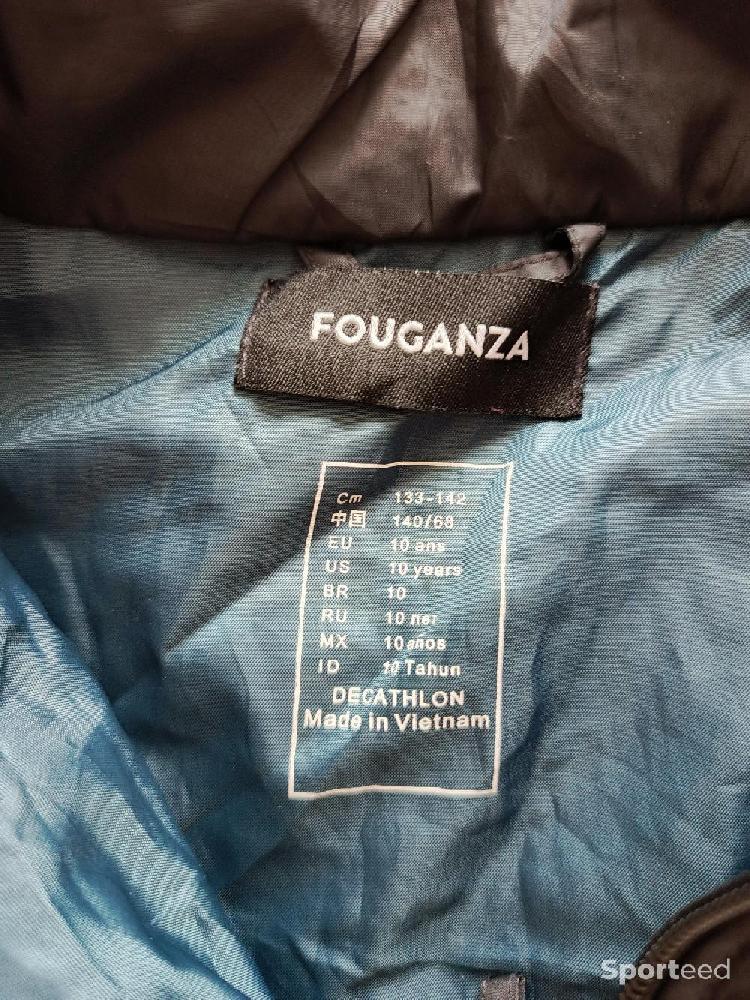 FOUGANZA
Cm 133-142
中国 140/68
EU 10 ans
US 10 years
BR 10
RU 10 лет
MX 10 años
ID 10 Tahun
DECATHLON
Made in Vietnam
Sporteed